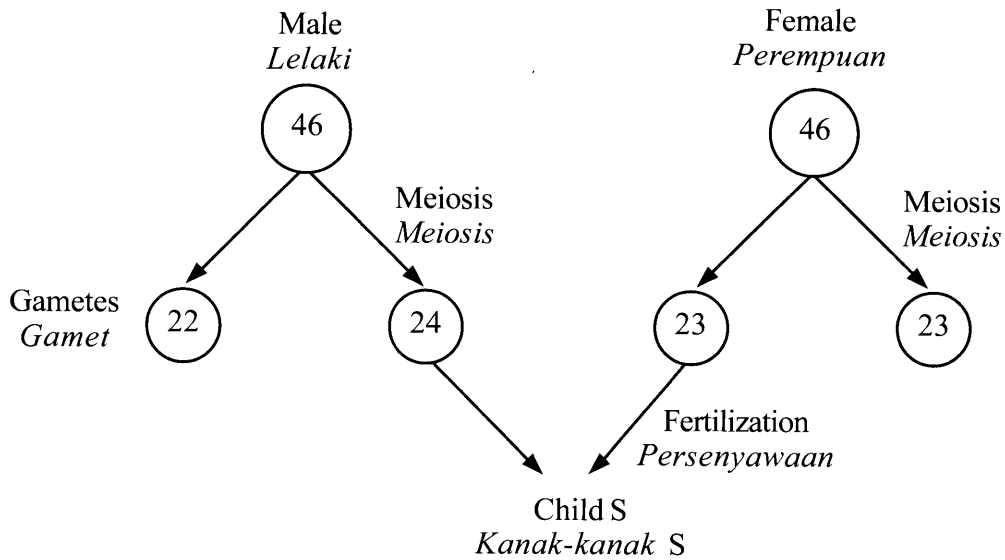 Male
Lelaki
Female
Perempuan
46
46
Meiosis
Meiosis
Meiosis
Meiosis
Gametes
Gamet
22
24
23
23
Fertilization
Persenyawaan
Child S
Kanak-kanak S